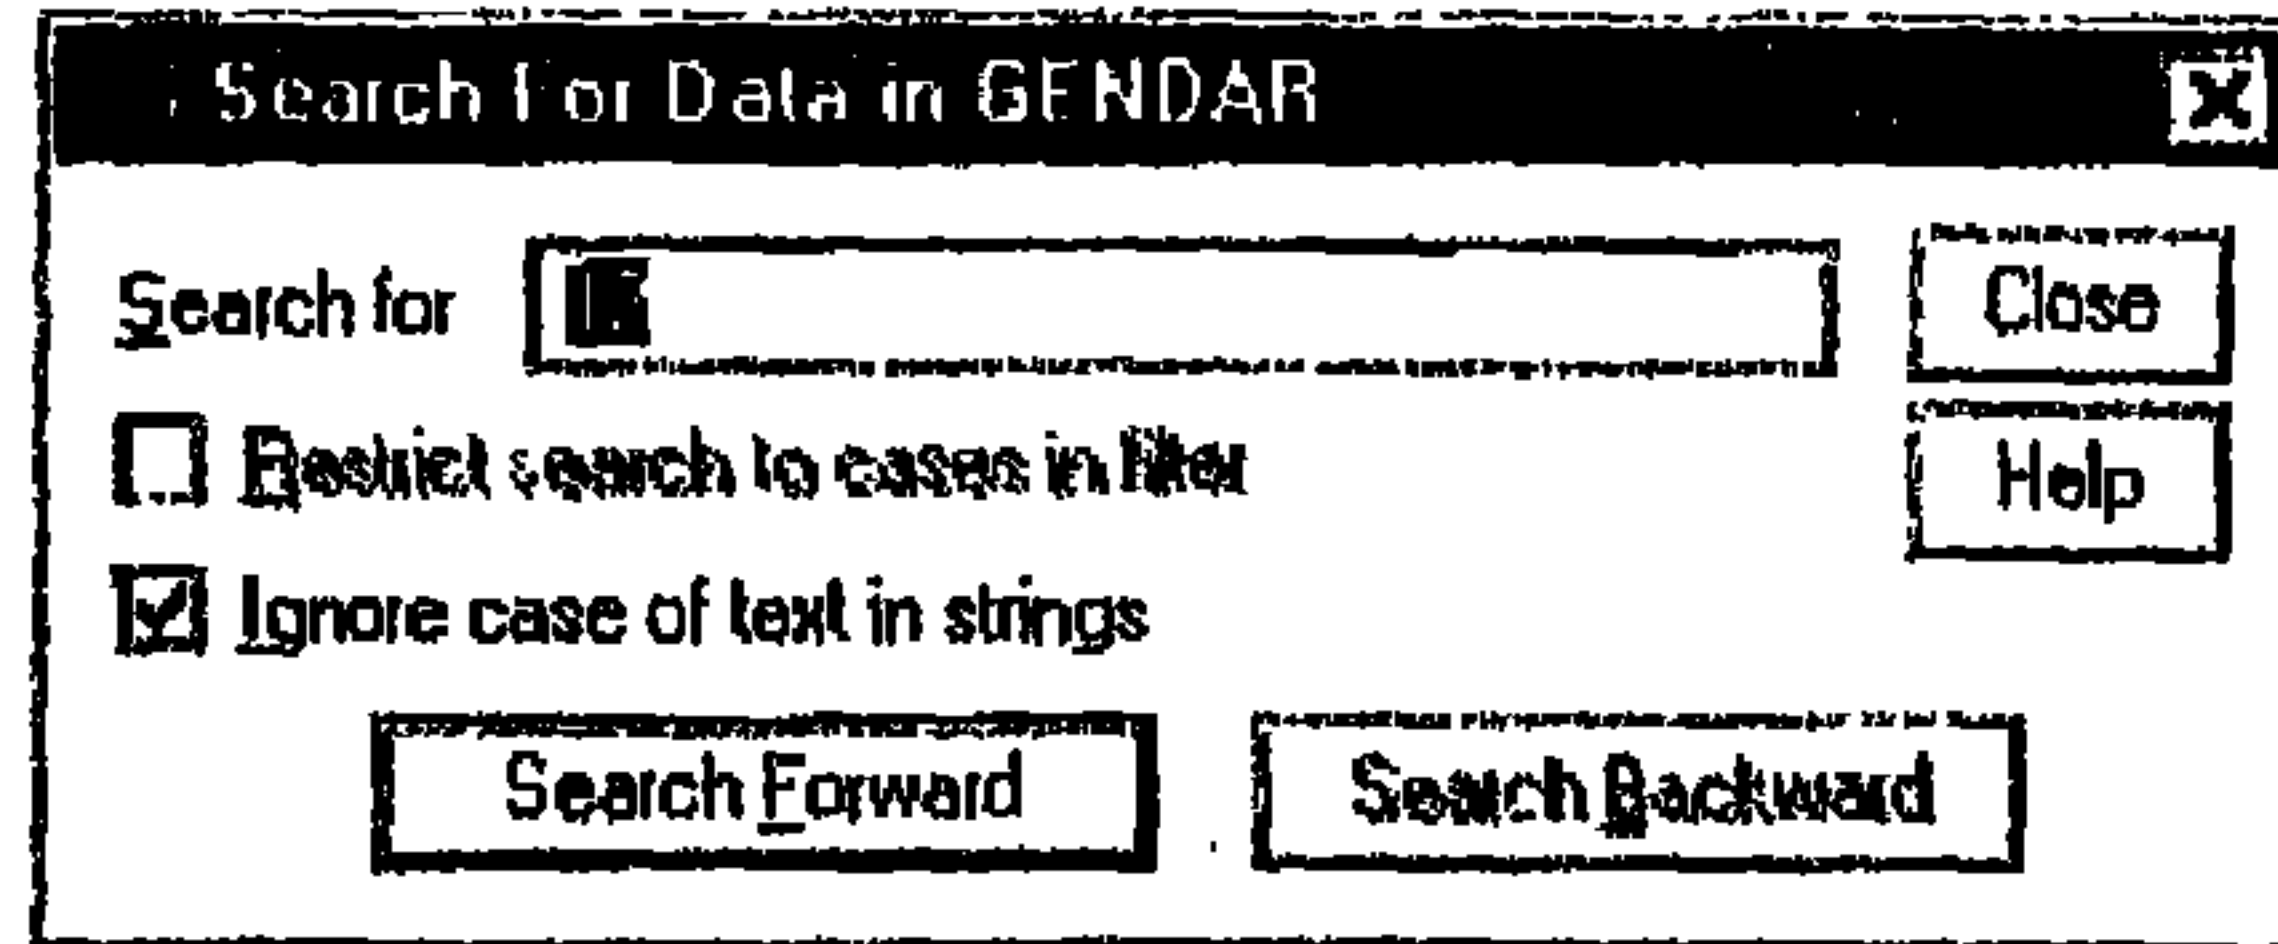 Search For Data in GENDAR
Search for
Close
Restrict search to cases in filter
Help
Ignore case of text in strings
Search Forward
Search Backward